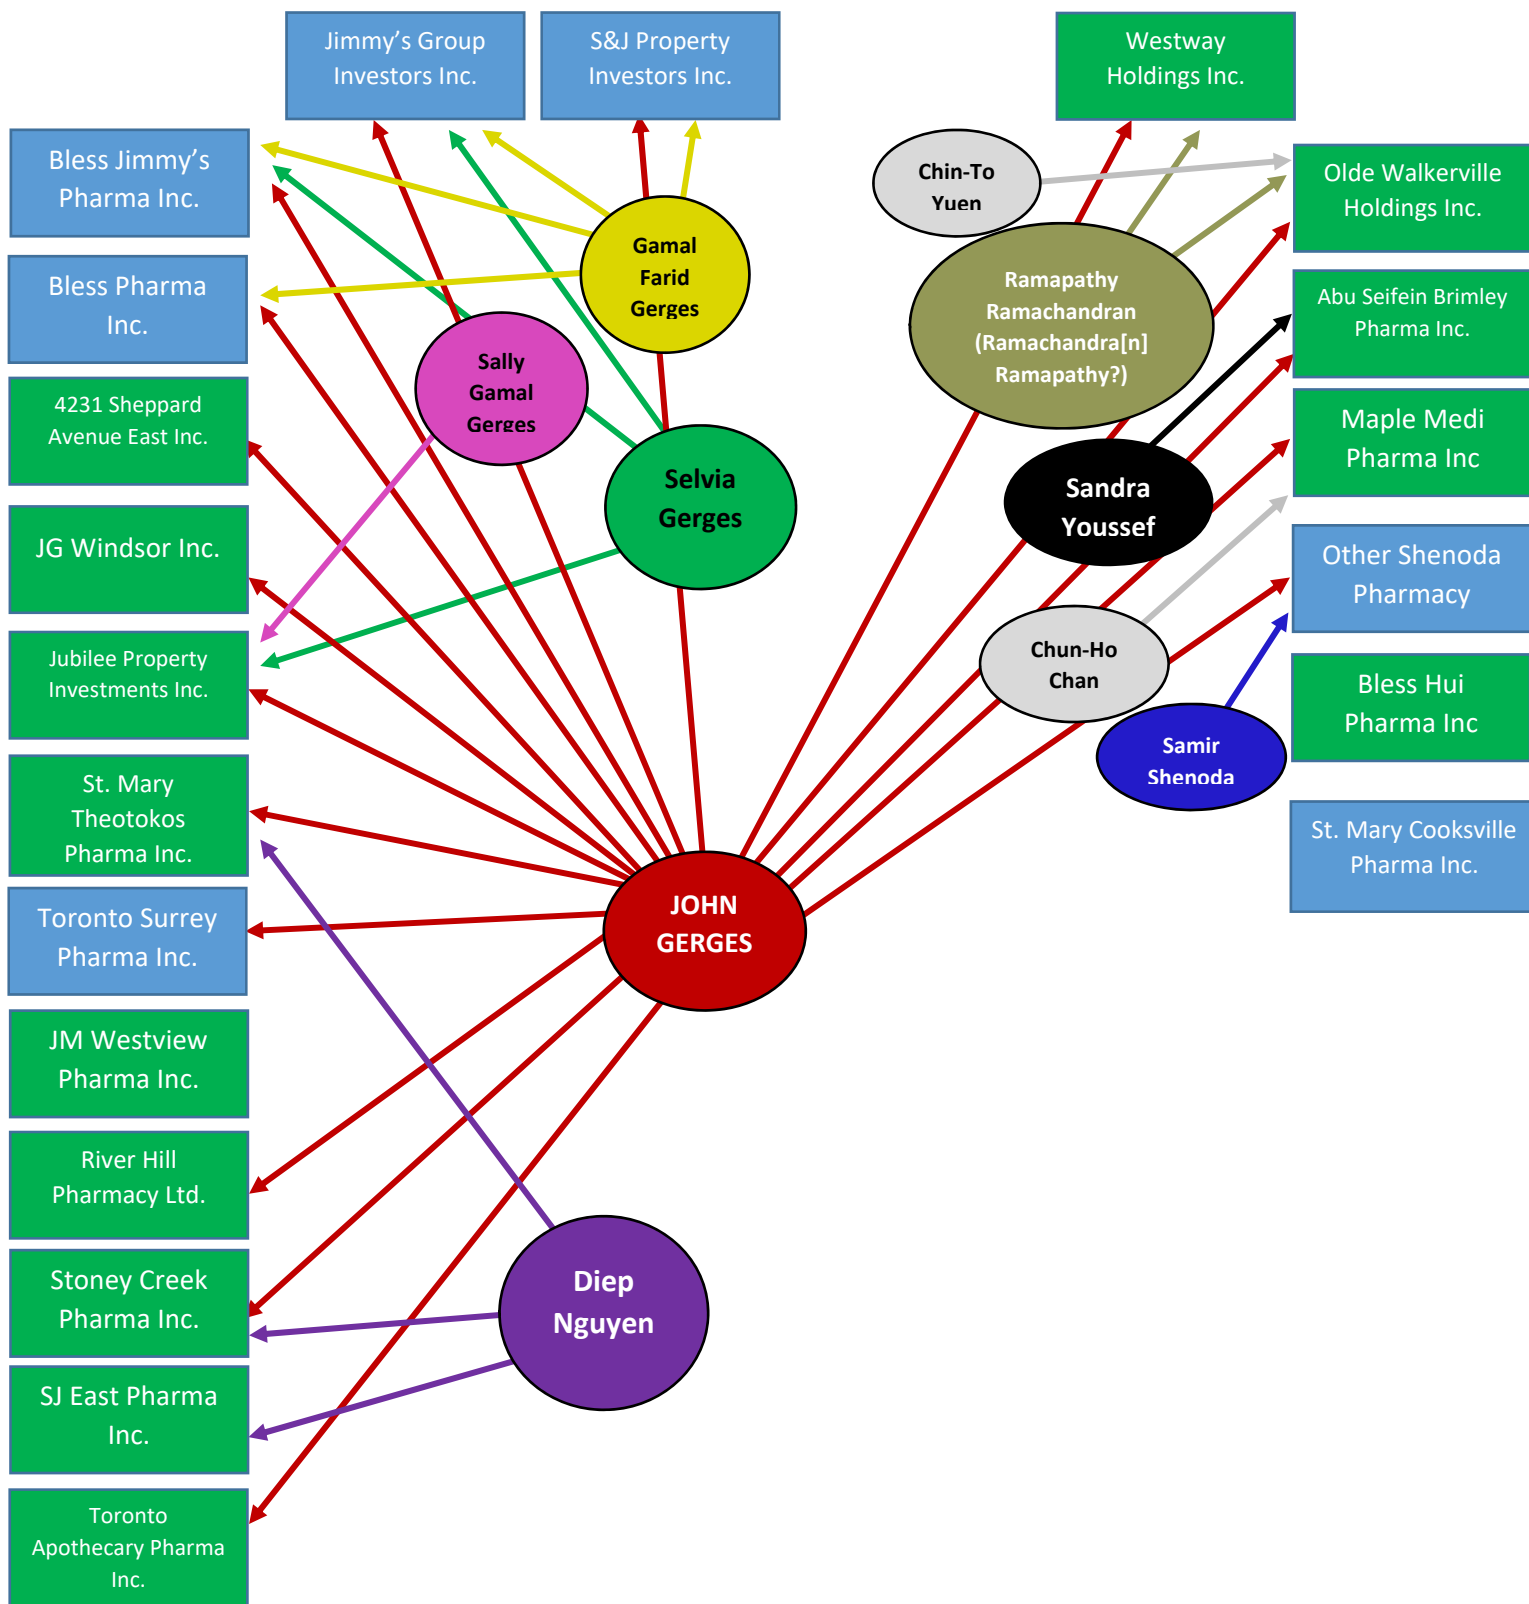 Jimmy's Group
Investors Inc.
S&J Property
Investors Inc.
Westway
Holdings Inc.
Bless Jimmy's
Pharma Inc.
Bless Pharma
Inc.
4231 Sheppard
Avenue East Inc.
JG Windsor Inc.
Jubilee Property
Investments Inc.
St. Mary
Theotokos
Pharma Inc.
Toronto Surrey
Pharma Inc.
JM Westview
Pharma Inc.
River Hill
Pharmacy Ltd.
Stoney Creek
Pharma Inc.
SJ East Pharma
Inc.
Toronto
Apothecary Pharma
Inc.
Gamal
Farid
Gerges
Sally
Gamal
Gerges
Selvia
Gerges
JOHN
GERGES
Diep
Nguyen
Chin-To
Yuen
Ramapathy
Ramachandran
(Ramachandra[n]
Ramapathy?)
Sandra
Youssef
Chun-Ho
Chan
Samir
Shenoda
Olde Walkerville
Holdings Inc.
Abu Seifein Brimley
Pharma Inc.
Maple Medi
Pharma Inc
Other Shenoda
Pharmacy
Bless Hui
Pharma Inc
St. Mary Cooksville
Pharma Inc.